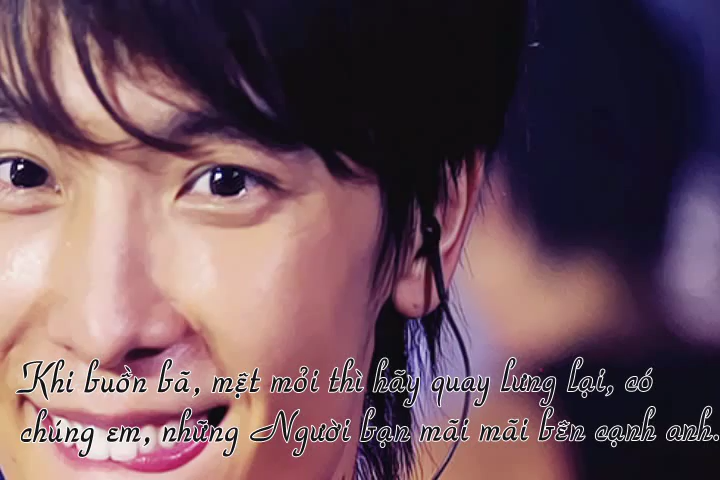 Khi buồn bã, mệt mỏi thì hãy quay lưng lại, có
chúng em, những Người bạn mãi mãi bên cạnh anh.